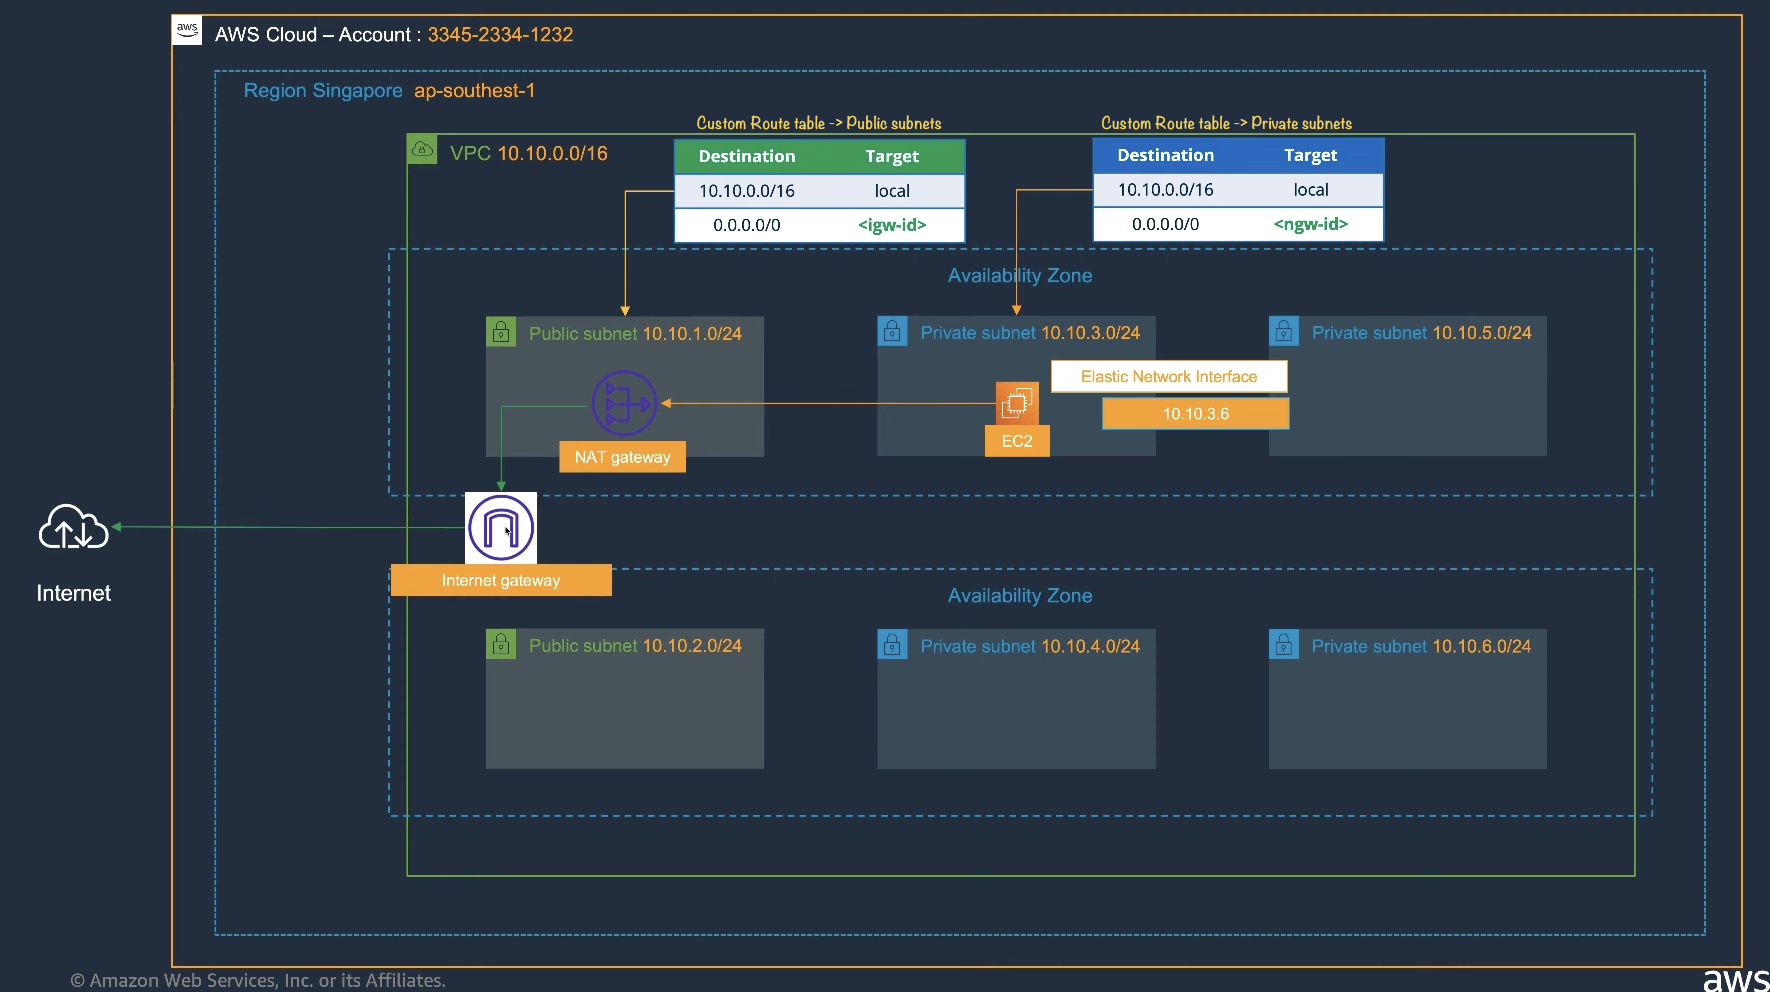 aws
AWS Cloud – Account : 3345-2334-1232
Region Singapore ap-southest-1
Custom Route table -> Public subnets
Custom Route table -> Private subnets
VPC 10.10.0.0/16
Destination Target
10.10.0.0/16 local
0.0.0.0/0 <igw-id>
Destination Target
10.10.0.0/16 local
0.0.0.0/0 <ngw-id>
Availability Zone
Public subnet 10.10.1.0/24
Private subnet 10.10.3.0/24
Private subnet 10.10.5.0/24
Elastic Network Interface
10.10.3.6
EC2
NAT gateway
Internet gateway
Internet
Availability Zone
Public subnet 10.10.2.0/24
Private subnet 10.10.4.0/24
Private subnet 10.10.6.0/24
© Amazon Web Services, Inc. or its Affiliates.
aws